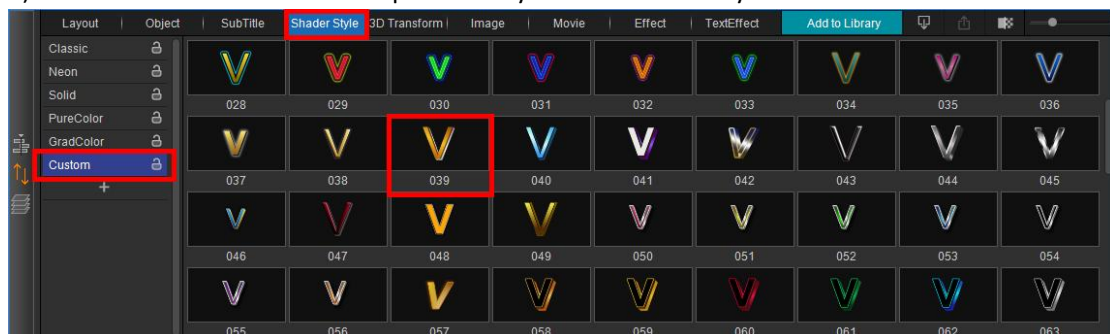 Layout | Object | SubTitle Shader Style 3D Transform | Image | Movie | Effect | TextEffect Add to Library
Classic
Neon
Solid
PureColor
GradColor
Custom
+
V V V V V V V V V
028 029 030 031 032 033 034 035 036
V V V V V V V V V
037 038 039 040 041 042 043 044 045
V V V V V V V V V
046 047 048 049 050 051 052 053 054
V V V V V V V V V
055 056 057 058 059 060 061 062 063